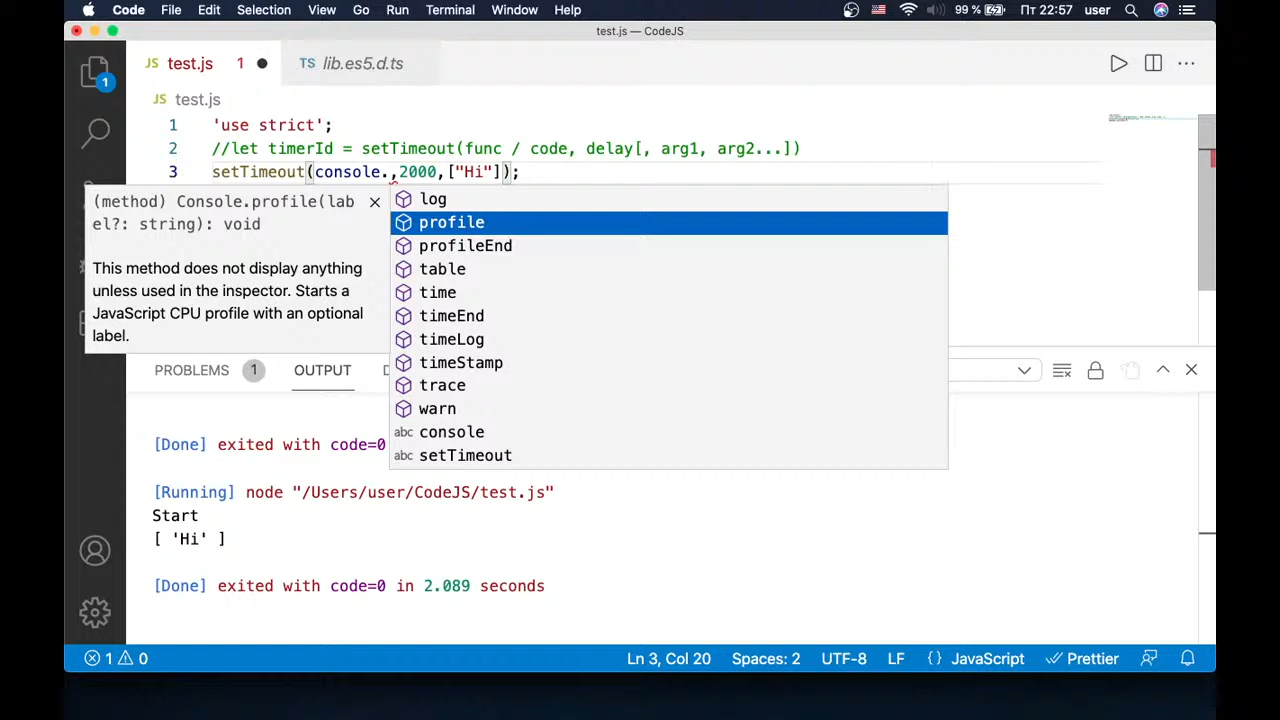 Code File Edit Selection View Go Run Terminal Window Help 99 % Пт 22:57 user
test.js — CodeJS
JS test.js 1 TS lib.es5.d.ts
1
JS test.js
1 'use strict';
2 //let timerId = setTimeout(func / code, delay[, arg1, arg2...])
3 setTimeout(console.,2000,["Hi"]);
(method) Console.profile(lab
el?: string): void
This method does not display anything
unless used in the inspector. Starts a
JavaScript CPU profile with an optional
label.
log
profile
profileEnd
table
time
timeEnd
timeLog
timeStamp
trace
warn
abc console
abc setTimeout
PROBLEMS 1 OUTPUT
[Done] exited with code=0
[Running] node "/Users/user/CodeJS/test.js"
Start
[ 'Hi' ]
[Done] exited with code=0 in 2.089 seconds
1 0 Ln 3, Col 20 Spaces: 2 UTF-8 LF {} JavaScript Prettier